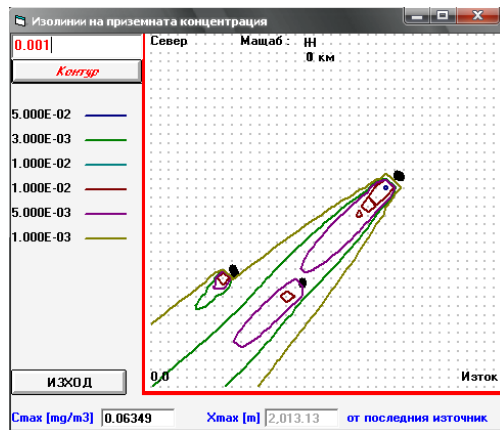 Изолинии на приземната концентрация
0.001
Контур
Север Мащаб :
0 км
5.000E-02
3.000E-03
1.000E-02
1.000E-02
5.000E-03
1.000E-03
ИЗХОД
0.0 Изток
Cmax [mg/m3] 0.06349 Xmax [m] 2,013.13 от последния източник